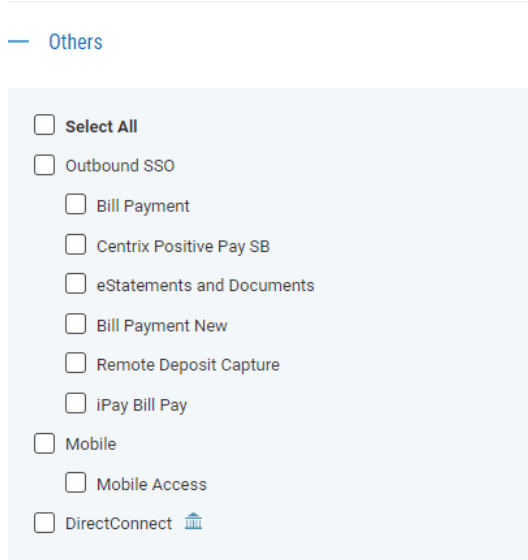 Others
Select All
Outbound SSO
Bill Payment
Centrix Positive Pay SB
eStatements and Documents
Bill Payment New
Remote Deposit Capture
iPay Bill Pay
Mobile
Mobile Access
DirectConnect